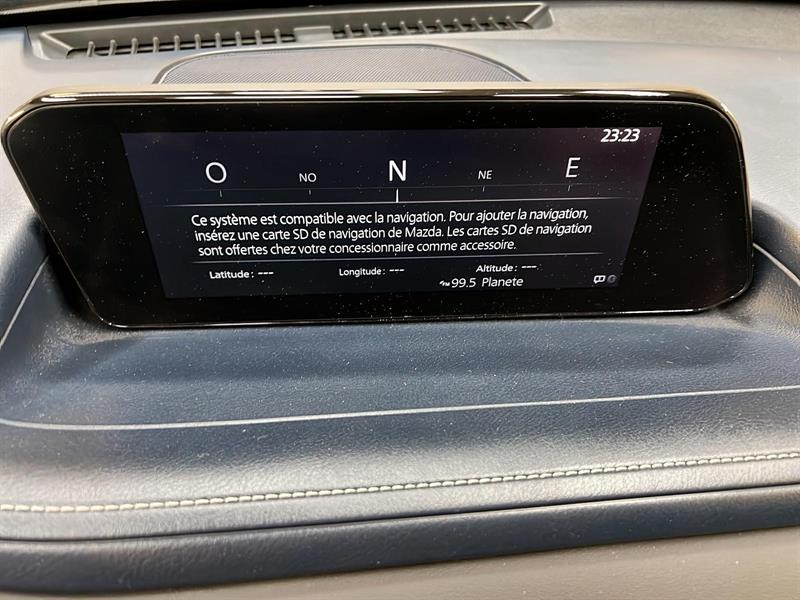 23:23
O NO N NE E
Ce système est compatible avec la navigation. Pour ajouter la navigation,
insérez une carte SD de navigation de Mazda. Les cartes SD de navigation
sont offertes chez votre concessionnaire comme accessoire.
Latitude : --- Longitude : --- Altitude : ---
FM 99.5 Planete